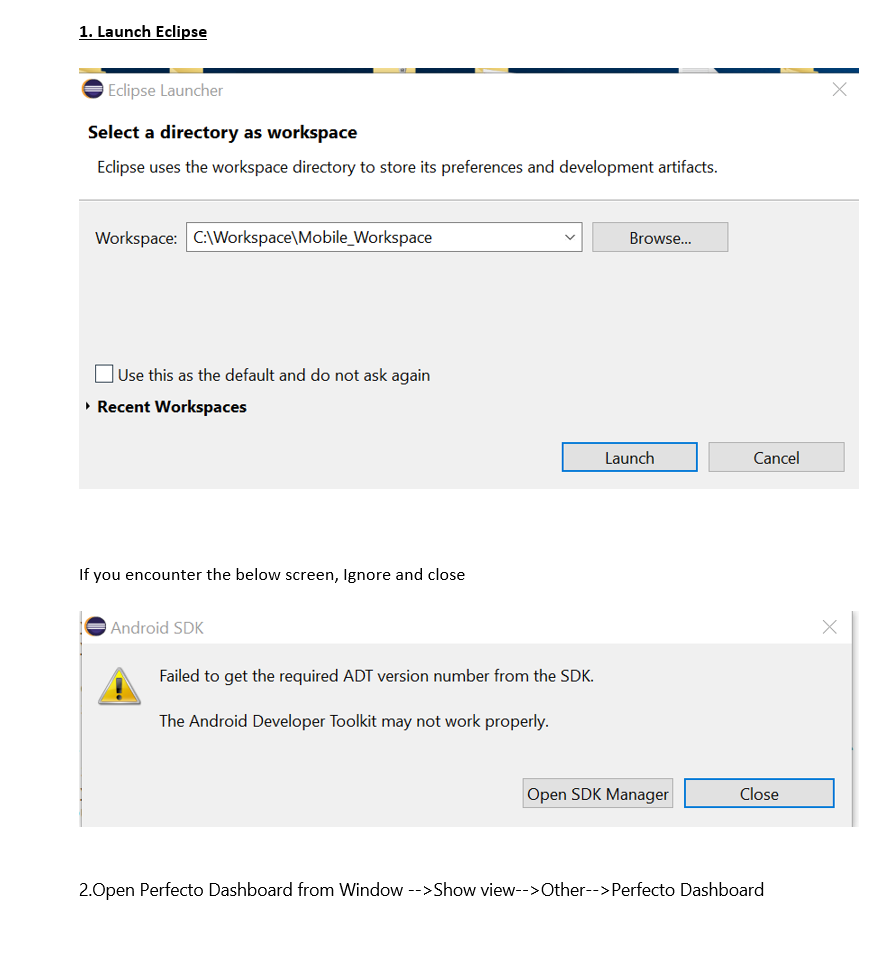 1. Launch Eclipse
Eclipse Launcher
Select a directory as workspace
Eclipse uses the workspace directory to store its preferences and development artifacts.
Workspace: C:\Workspace\Mobile_Workspace Browse...
Use this as the default and do not ask again
Recent Workspaces
Launch Cancel
If you encounter the below screen, Ignore and close
Android SDK
Failed to get the required ADT version number from the SDK.
The Android Developer Toolkit may not work properly.
Open SDK Manager Close
2.Open Perfecto Dashboard from Window -->Show view-->Other-->Perfecto Dashboard